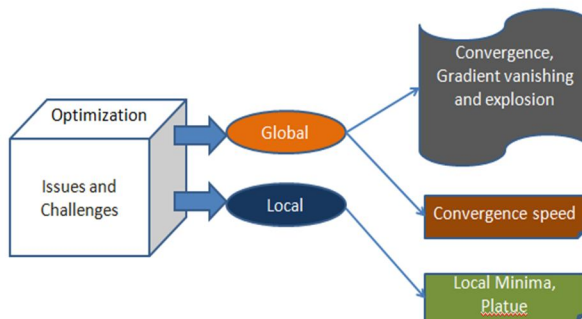 Optimization
Issues and
Challenges
Global
Local
Convergence,
Gradient vanishing
and explosion
Convergence speed
Local Minima,
Platue